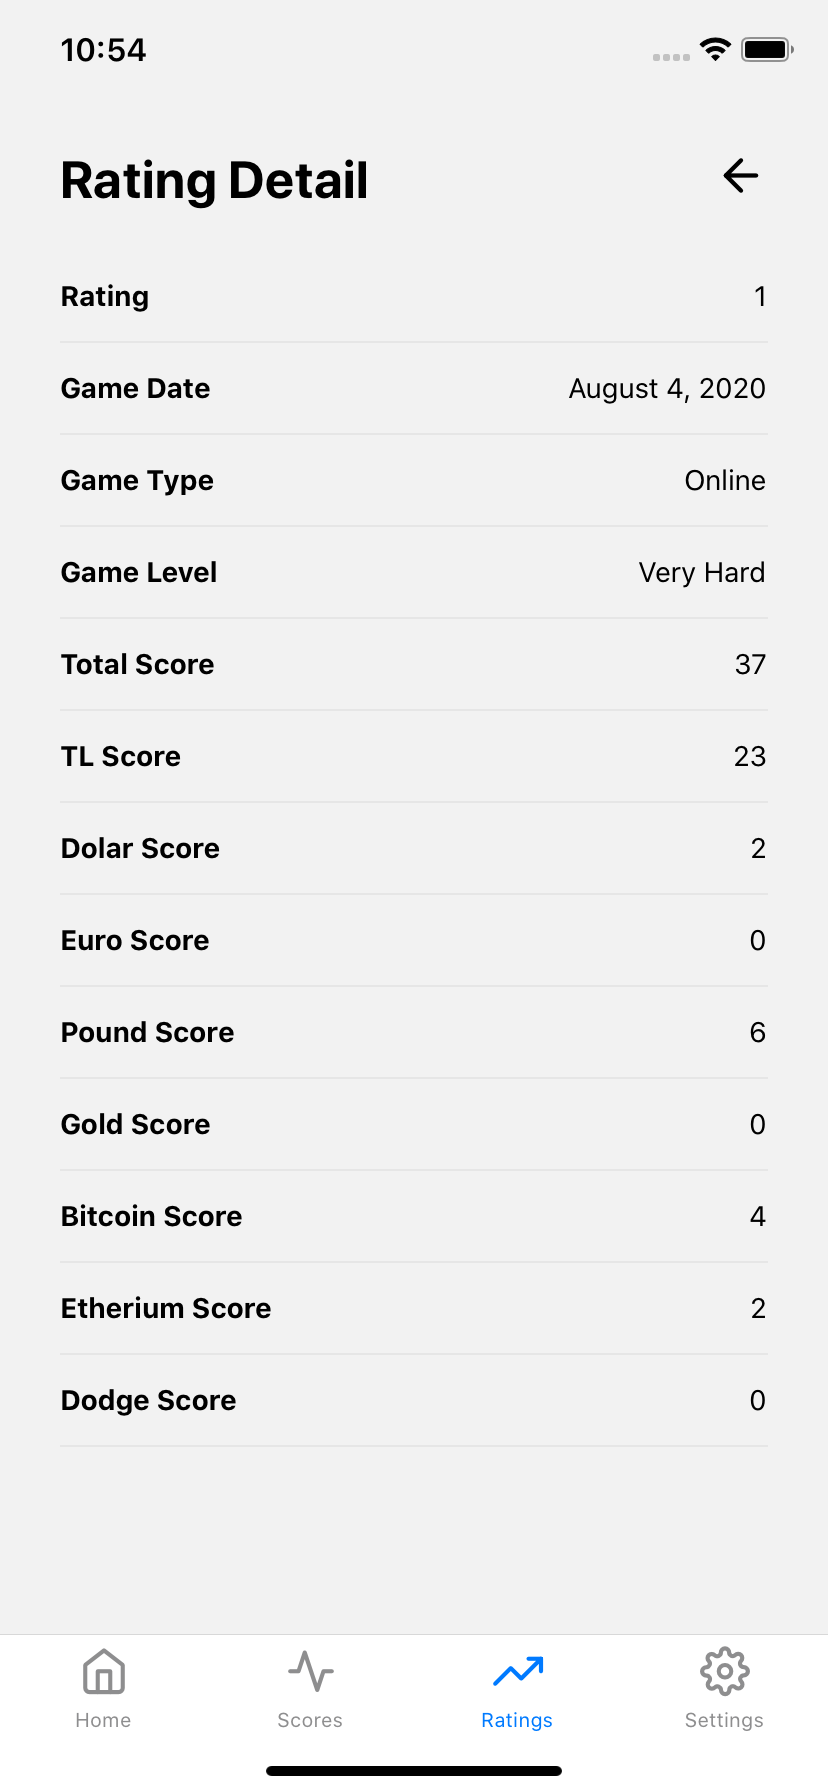 10:54
Rating Detail
Rating 1
Game Date August 4, 2020
Game Type Online
Game Level Very Hard
Total Score 37
TL Score 23
Dolar Score 2
Euro Score 0
Pound Score 6
Gold Score 0
Bitcoin Score 4
Etherium Score 2
Dodge Score 0
Home Scores Ratings Settings